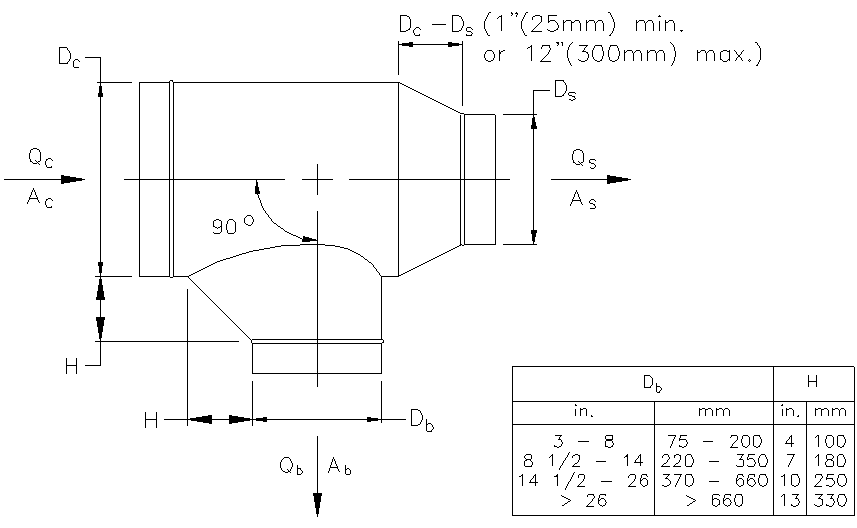 Dc – Ds (1"(25mm) min.
or 12"(300mm) max.)
Dc
Ds
Qc
Ac
Qs
As
90°
H
H
Db
Qb Ab
Db H
in. mm in. mm
3 – 8 75 – 200 4 100
8 1/2 – 14 220 – 350 7 180
14 1/2 – 26 370 – 660 10 250
> 26 > 660 13 330